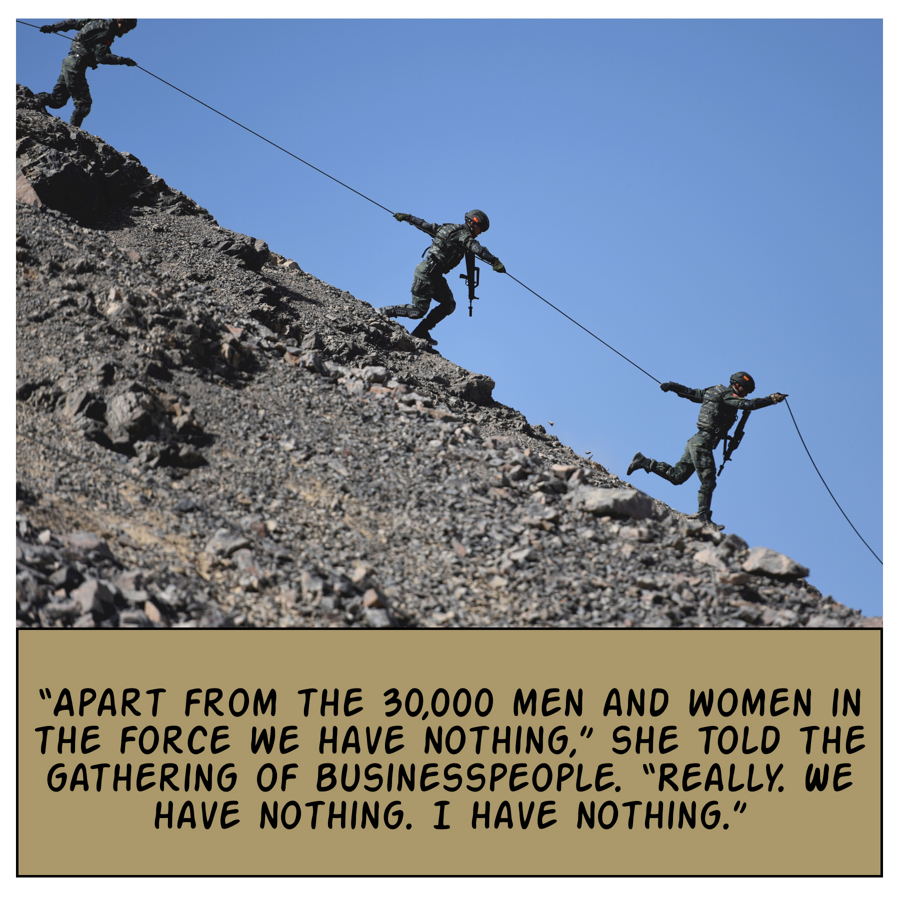 “APART FROM THE 30,000 MEN AND WOMEN IN
THE FORCE WE HAVE NOTHING,” SHE TOLD THE
GATHERING OF BUSINESSPEOPLE. “REALLY. WE
HAVE NOTHING. I HAVE NOTHING.”